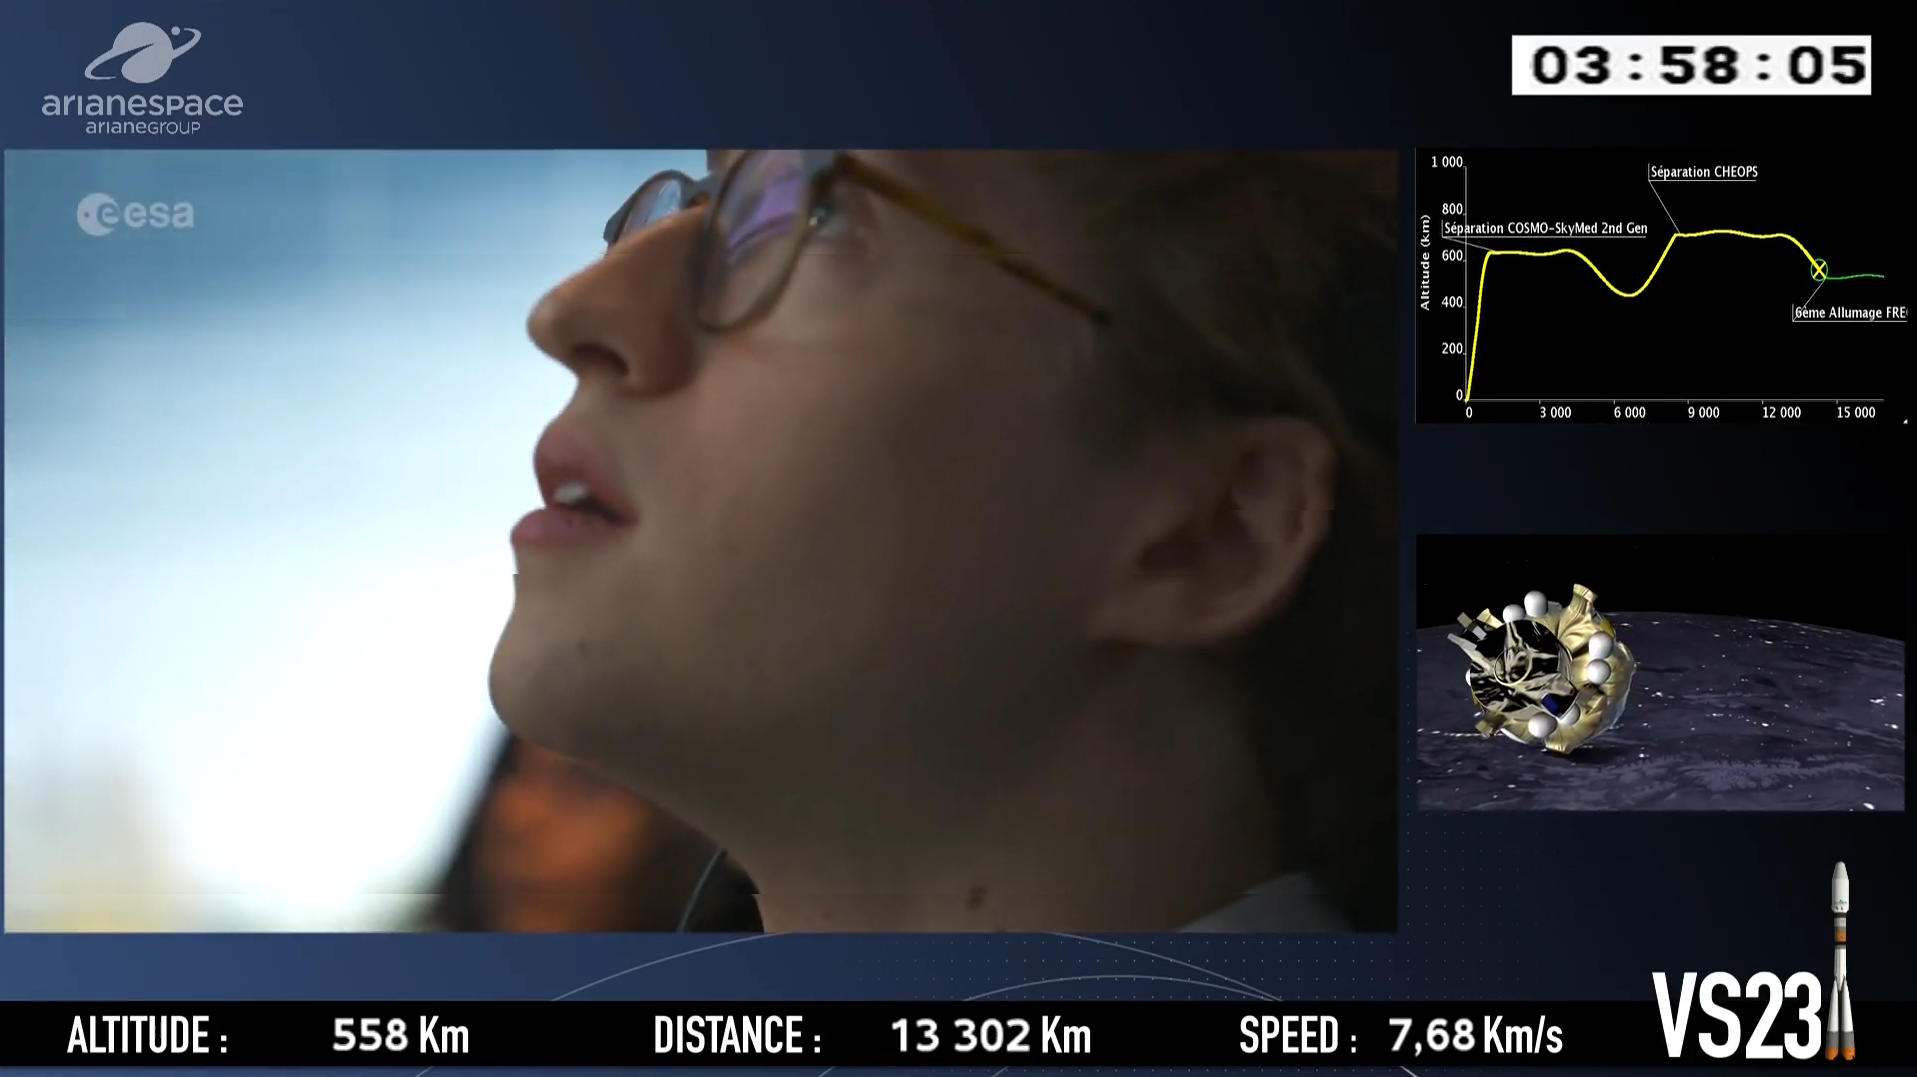 arianespace
arianeGROUP
03:58:05
esa
Séparation CHEOPS
Séparation COSMO-SkyMed 2nd Gen
6ème Allumage FRE
Altitude (km)
1 000
800
600
400
200
0
0 3 000 6 000 9 000 12 000 15 000
VS23
ALTITUDE : 558 Km DISTANCE : 13 302 Km SPEED : 7,68 Km/s